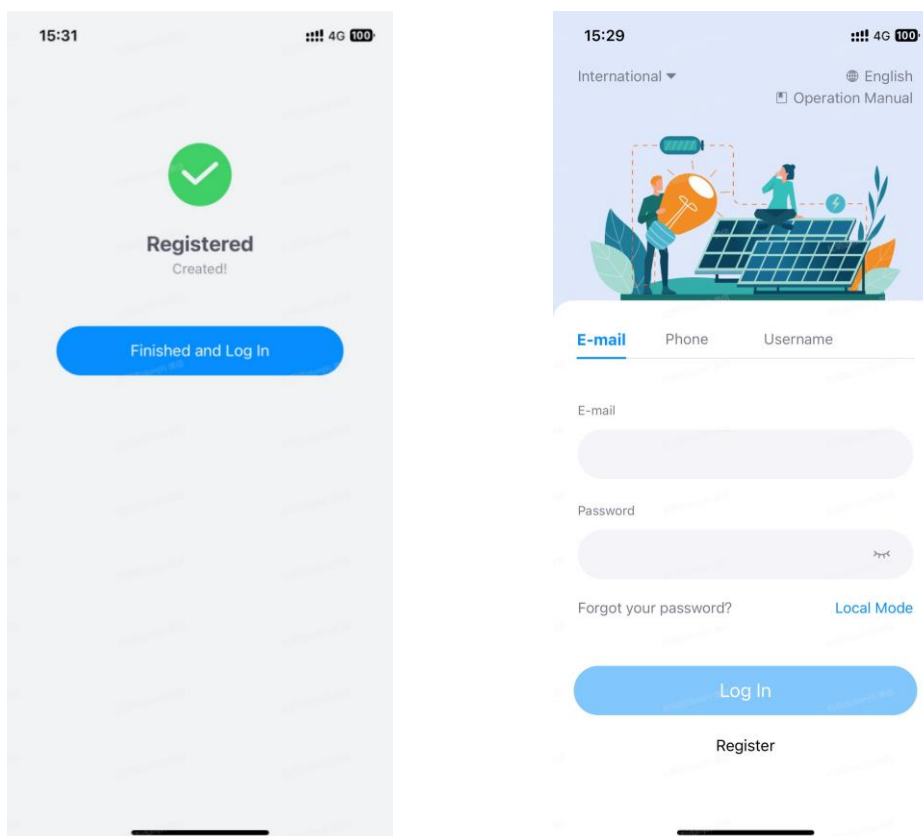 15:31
4G 100
Registered
Created!
Finished and Log In
15:29
4G 100
International
English
Operation Manual
E-mail
Phone
Username
E-mail
Password
Forgot your password?
Local Mode
Log In
Register